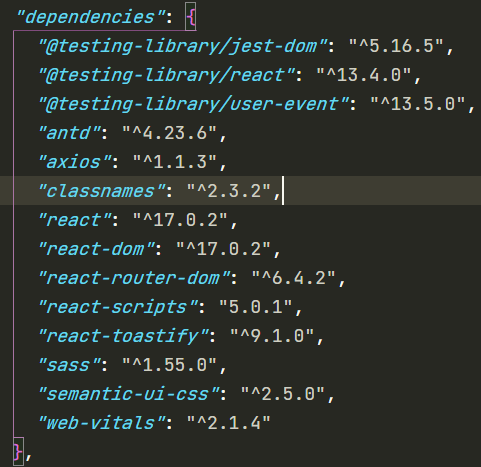 "dependencies": {
"@testing-library/jest-dom": "^5.16.5",
"@testing-library/react": "^13.4.0",
"@testing-library/user-event": "^13.5.0",
"antd": "^4.23.6",
"axios": "^1.1.3",
"classnames": "^2.3.2",
"react": "^17.0.2",
"react-dom": "^17.0.2",
"react-router-dom": "^6.4.2",
"react-scripts": "5.0.1",
"react-toastify": "^9.1.0",
"sass": "^1.55.0",
"semantic-ui-css": "^2.5.0",
"web-vitals": "^2.1.4"
},